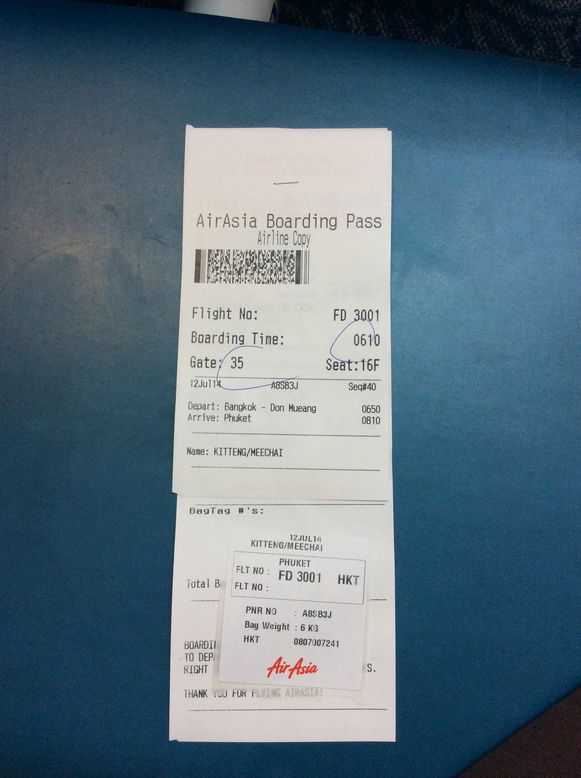 AirAsia Boarding Pass
Airline Copy
Flight No: FD 3001
Boarding Time: 0610
Gate: 35 Seat:16F
12Jul14 A8SB3J Seq#40
Depart: Bangkok - Don Mueang 0650
Arrive: Phuket 0810
Name: KITTENG/MEECHAI
BagTag #'s:
12JUL14
KITTENG/MEECHAI
PHUKET
FLT NO : FD 3001 HKT
FLT NO :
Total B
PNR NO : A8SB3J
Bag Weight : 6 KG
HKT 0807007241
AirAsia
BOARDI
TO DEP
RIGHT S.
THANK YOU FOR FLYING AIRASIA!